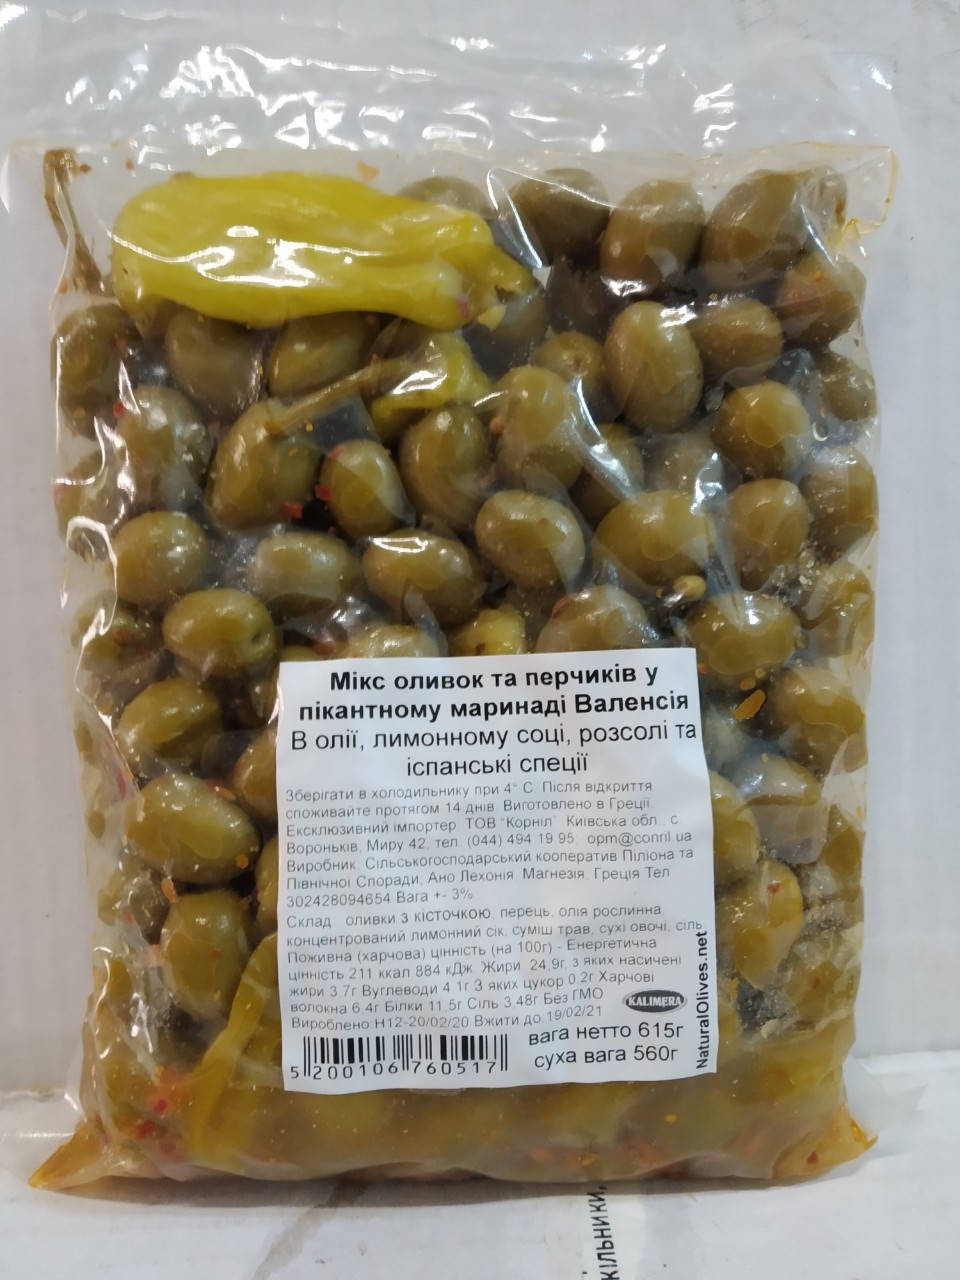 Мікс оливок та перчиків у
пікантному маринаді Валенсія
В олії, лимонному соці, розсолі та
іспанські спеції
Зберігати в холодильнику при 4° С. Після відкриття
споживайте протягом 14 днів. Виготовлено в Греції.
Ексклюзивний імпортер ТОВ "Корніл" Київська обл., с
Вороньків, Миру 42, тел. (044) 494 19 95 opm@conril.ua
Виробник Сільськогосподарський кооператив Піліона та
Північної Споради, Ано Лехонія Магнезія Греція Тел
302428094654 Вага +- 3%
Склад оливки з кісточкою, перець, олія рослинна,
концентрований лимонний сік, суміш трав, сухі овочі, сіль
Поживна (харчова) цінність (на 100г) - Енергетична
цінність 211 ккал 884 кДж Жири 24,9г, з яких насичені
жири 3.7г Вуглеводи 4.1г З яких цукор 0.2г Харчові
волокна 6.4г Білки 11.5г Сіль 3.48г Без ГМО
KALIMERA
Вироблено Н12-20/02/20 Вжити до 19/02/21
вага нетто 615г
суха вага 560г
5 200106 760517
NaturalOlives.net
КІЛЬНИКИ,